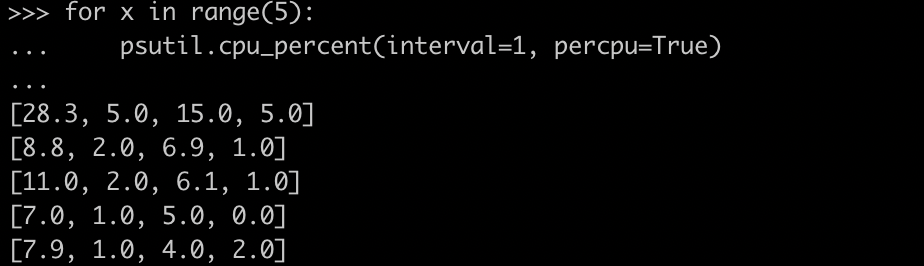 >>> for x in range(5):
...     psutil.cpu_percent(interval=1, percpu=True)
...
[28.3, 5.0, 15.0, 5.0]
[8.8, 2.0, 6.9, 1.0]
[11.0, 2.0, 6.1, 1.0]
[7.0, 1.0, 5.0, 0.0]
[7.9, 1.0, 4.0, 2.0]